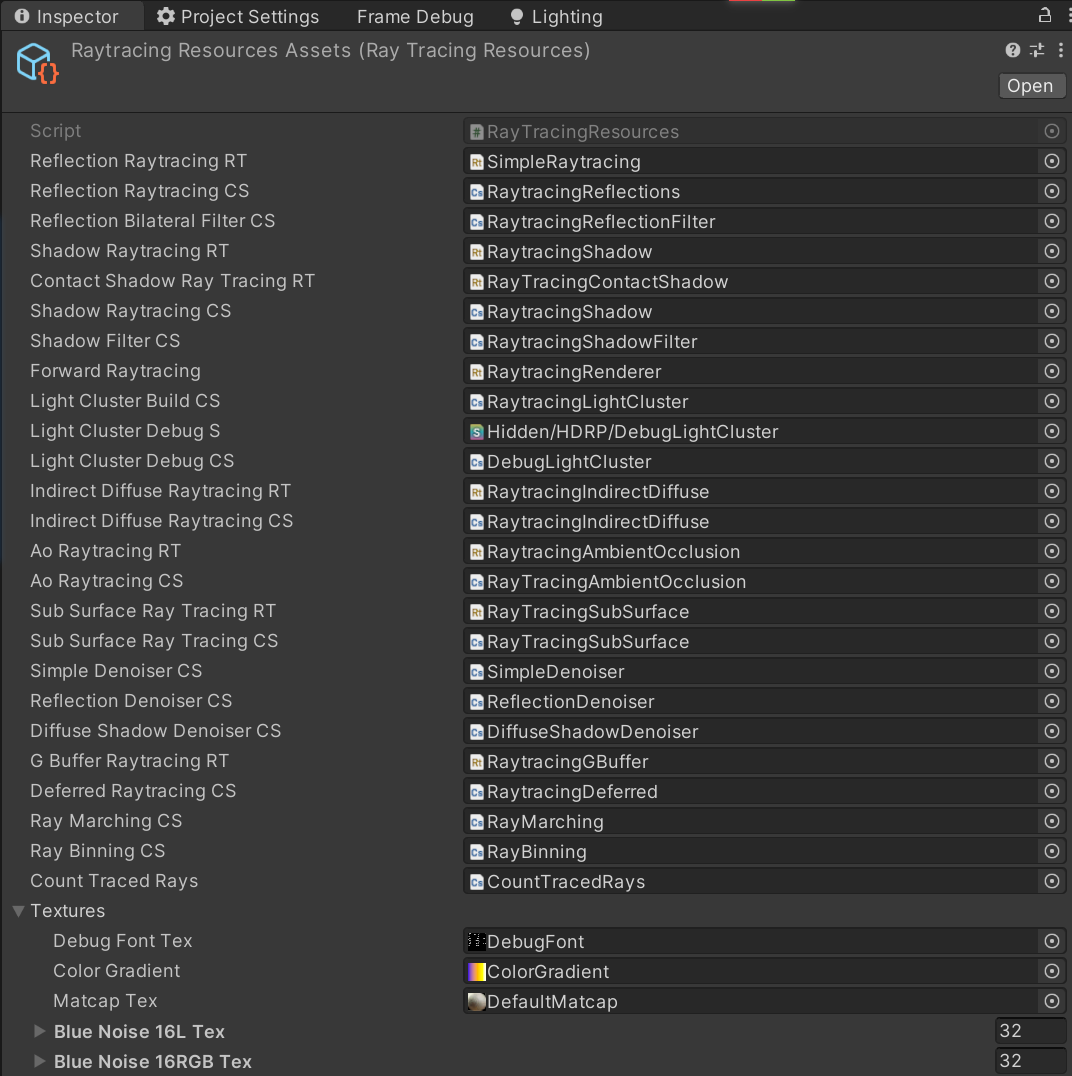 Inspector Project Settings Frame Debug Lighting
Raytracing Resources Assets (Ray Tracing Resources)
Open
Script RayTracingResources
Reflection Raytracing RT SimpleRaytracing
Reflection Raytracing CS RaytracingReflections
Reflection Bilateral Filter CS RaytracingReflectionFilter
Shadow Raytracing RT RaytracingShadow
Contact Shadow Ray Tracing RT RayTracingContactShadow
Shadow Raytracing CS RaytracingShadow
Shadow Filter CS RaytracingShadowFilter
Forward Raytracing RaytracingRenderer
Light Cluster Build CS RaytracingLightCluster
Light Cluster Debug S Hidden/HDRP/DebugLightCluster
Light Cluster Debug CS DebugLightCluster
Indirect Diffuse Raytracing RT RaytracingIndirectDiffuse
Indirect Diffuse Raytracing CS RaytracingIndirectDiffuse
Ao Raytracing RT RaytracingAmbientOcclusion
Ao Raytracing CS RayTracingAmbientOcclusion
Sub Surface Ray Tracing RT RayTracingSubSurface
Sub Surface Ray Tracing CS RayTracingSubSurface
Simple Denoiser CS SimpleDenoiser
Reflection Denoiser CS ReflectionDenoiser
Diffuse Shadow Denoiser CS DiffuseShadowDenoiser
G Buffer Raytracing RT RaytracingGBuffer
Deferred Raytracing CS RaytracingDeferred
Ray Marching CS RayMarching
Ray Binning CS RayBinning
Count Traced Rays CountTracedRays
Textures
Debug Font Tex DebugFont
Color Gradient ColorGradient
Matcap Tex DefaultMatcap
Blue Noise 16L Tex 32
Blue Noise 16RGB Tex 32